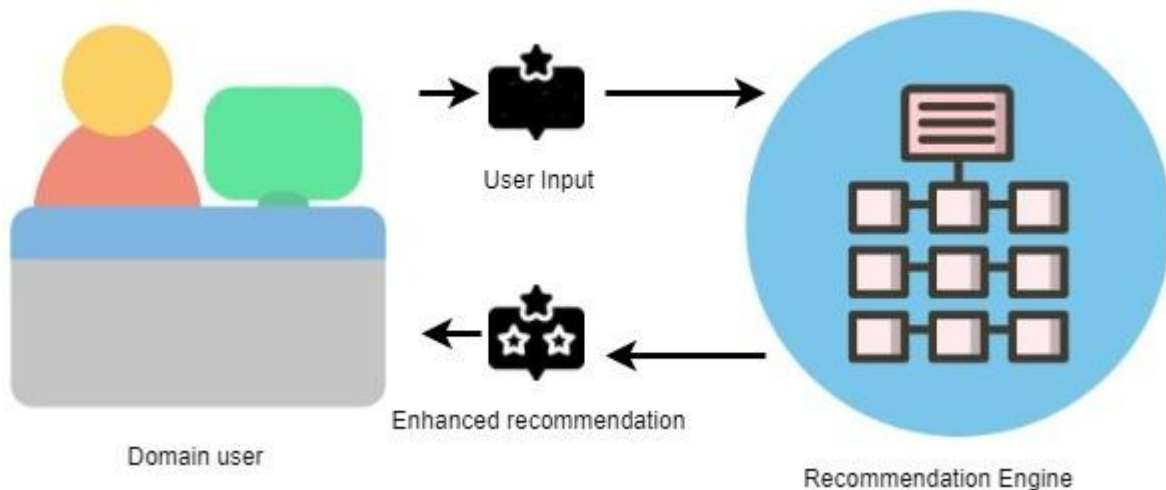 User Input
Enhanced recommendation
Domain user
Recommendation Engine